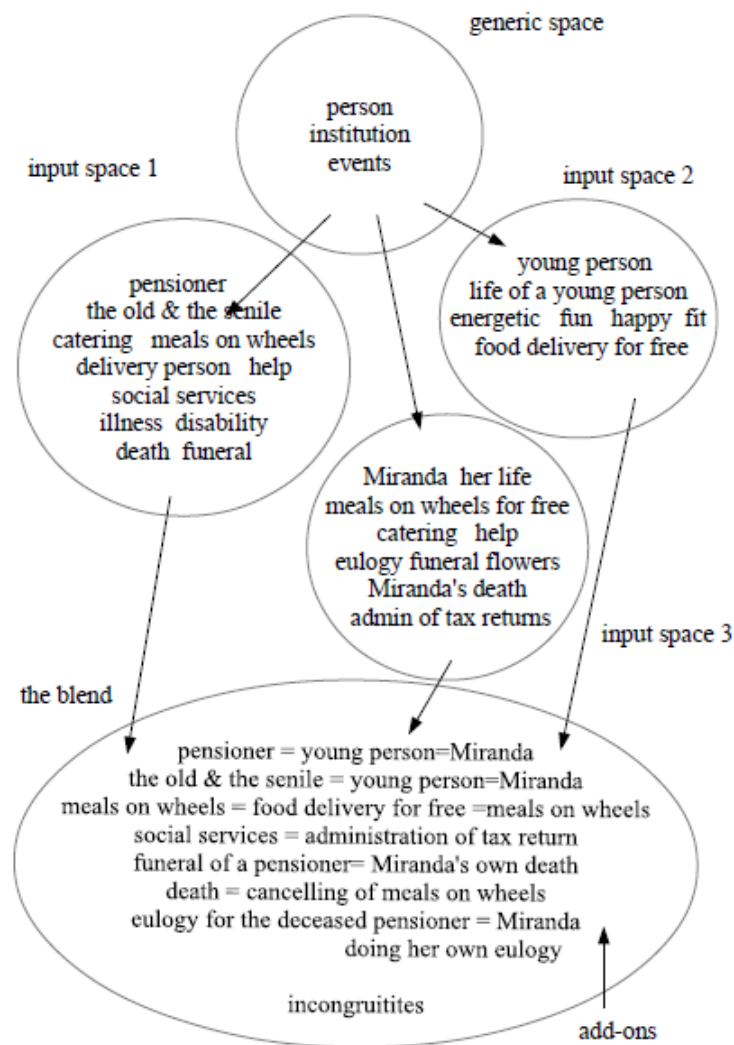 generic space
person
institution
events
input space 1
input space 2
pensioner
the old & the senile
catering meals on wheels
delivery person help
social services
illness disability
death funeral
young person
life of a young person
energetic fun happy fit
food delivery for free
Miranda her life
meals on wheels for free
catering help
eulogy funeral flowers
Miranda's death
admin of tax returns
input space 3
the blend
pensioner = young person=Miranda
the old & the senile = young person=Miranda
meals on wheels = food delivery for free =meals on wheels
social services = administration of tax return
funeral of a pensioner= Miranda's own death
death = cancelling of meals on wheels
eulogy for the deceased pensioner = Miranda
doing her own eulogy
incongruitites
add-ons